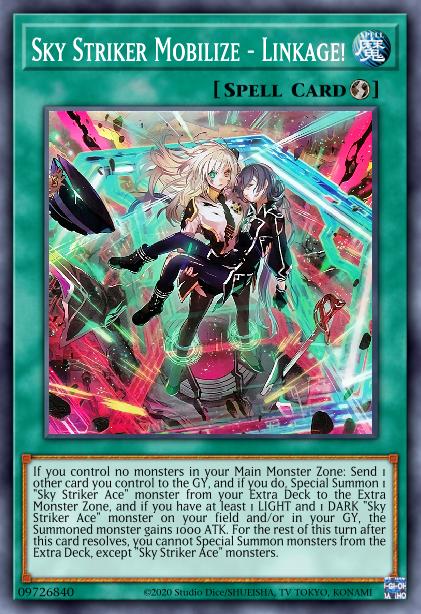 Sky Striker Mobilize - Linkage!
SPELL
魔
[Spell Card]
If you control no monsters in your Main Monster Zone: Send 1
other card you control to the GY, and if you do, Special Summon 1
"Sky Striker Ace" monster from your Extra Deck to the Extra
Monster Zone, and if you have at least 1 LIGHT and 1 DARK "Sky
Striker Ace" monster on your field and/or in your GY, the
Summoned monster gains 1000 ATK. For the rest of this turn after
this card resolves, you cannot Special Summon monsters from the
Extra Deck, except "Sky Striker Ace" monsters.
09726840
©2020 Studio Dice/SHUEISHA, TV TOKYO, KONAMI